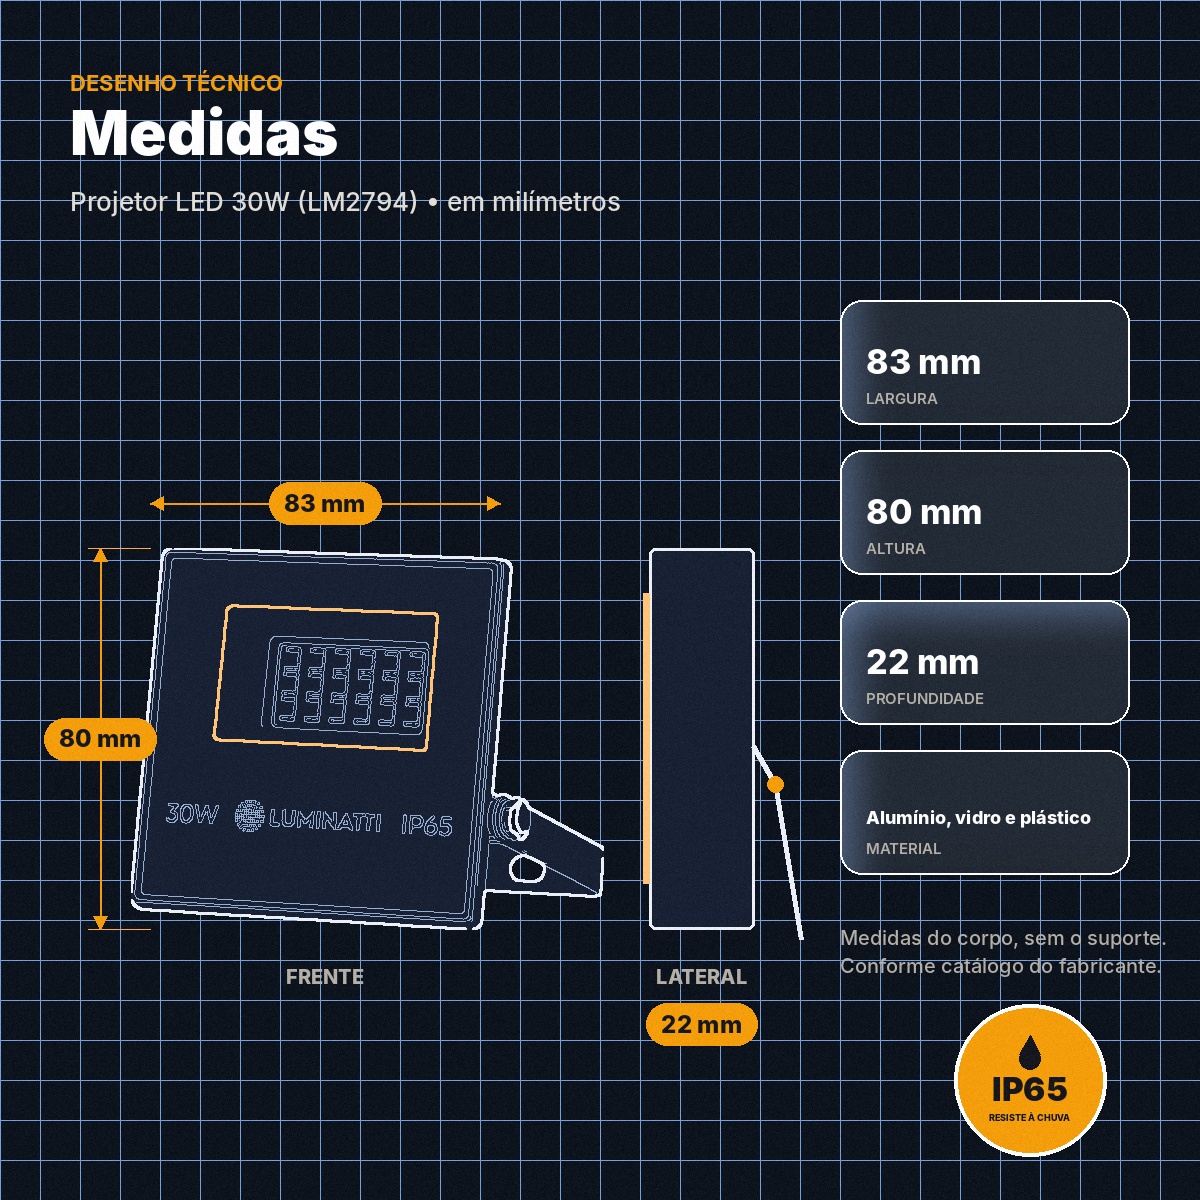 DESENHO TÉCNICO
Medidas
Projetor LED 30W (LM2794) • em milímetros
83 mm
LARGURA
80 mm
ALTURA
22 mm
PROFUNDIDADE
Alumínio, vidro e plástico
MATERIAL
83 mm
80 mm
30W LUMINATTI IP65
FRENTE
LATERAL
22 mm
Medidas do corpo, sem o suporte.
Conforme catálogo do fabricante.
IP65
RESISTE À CHUVA